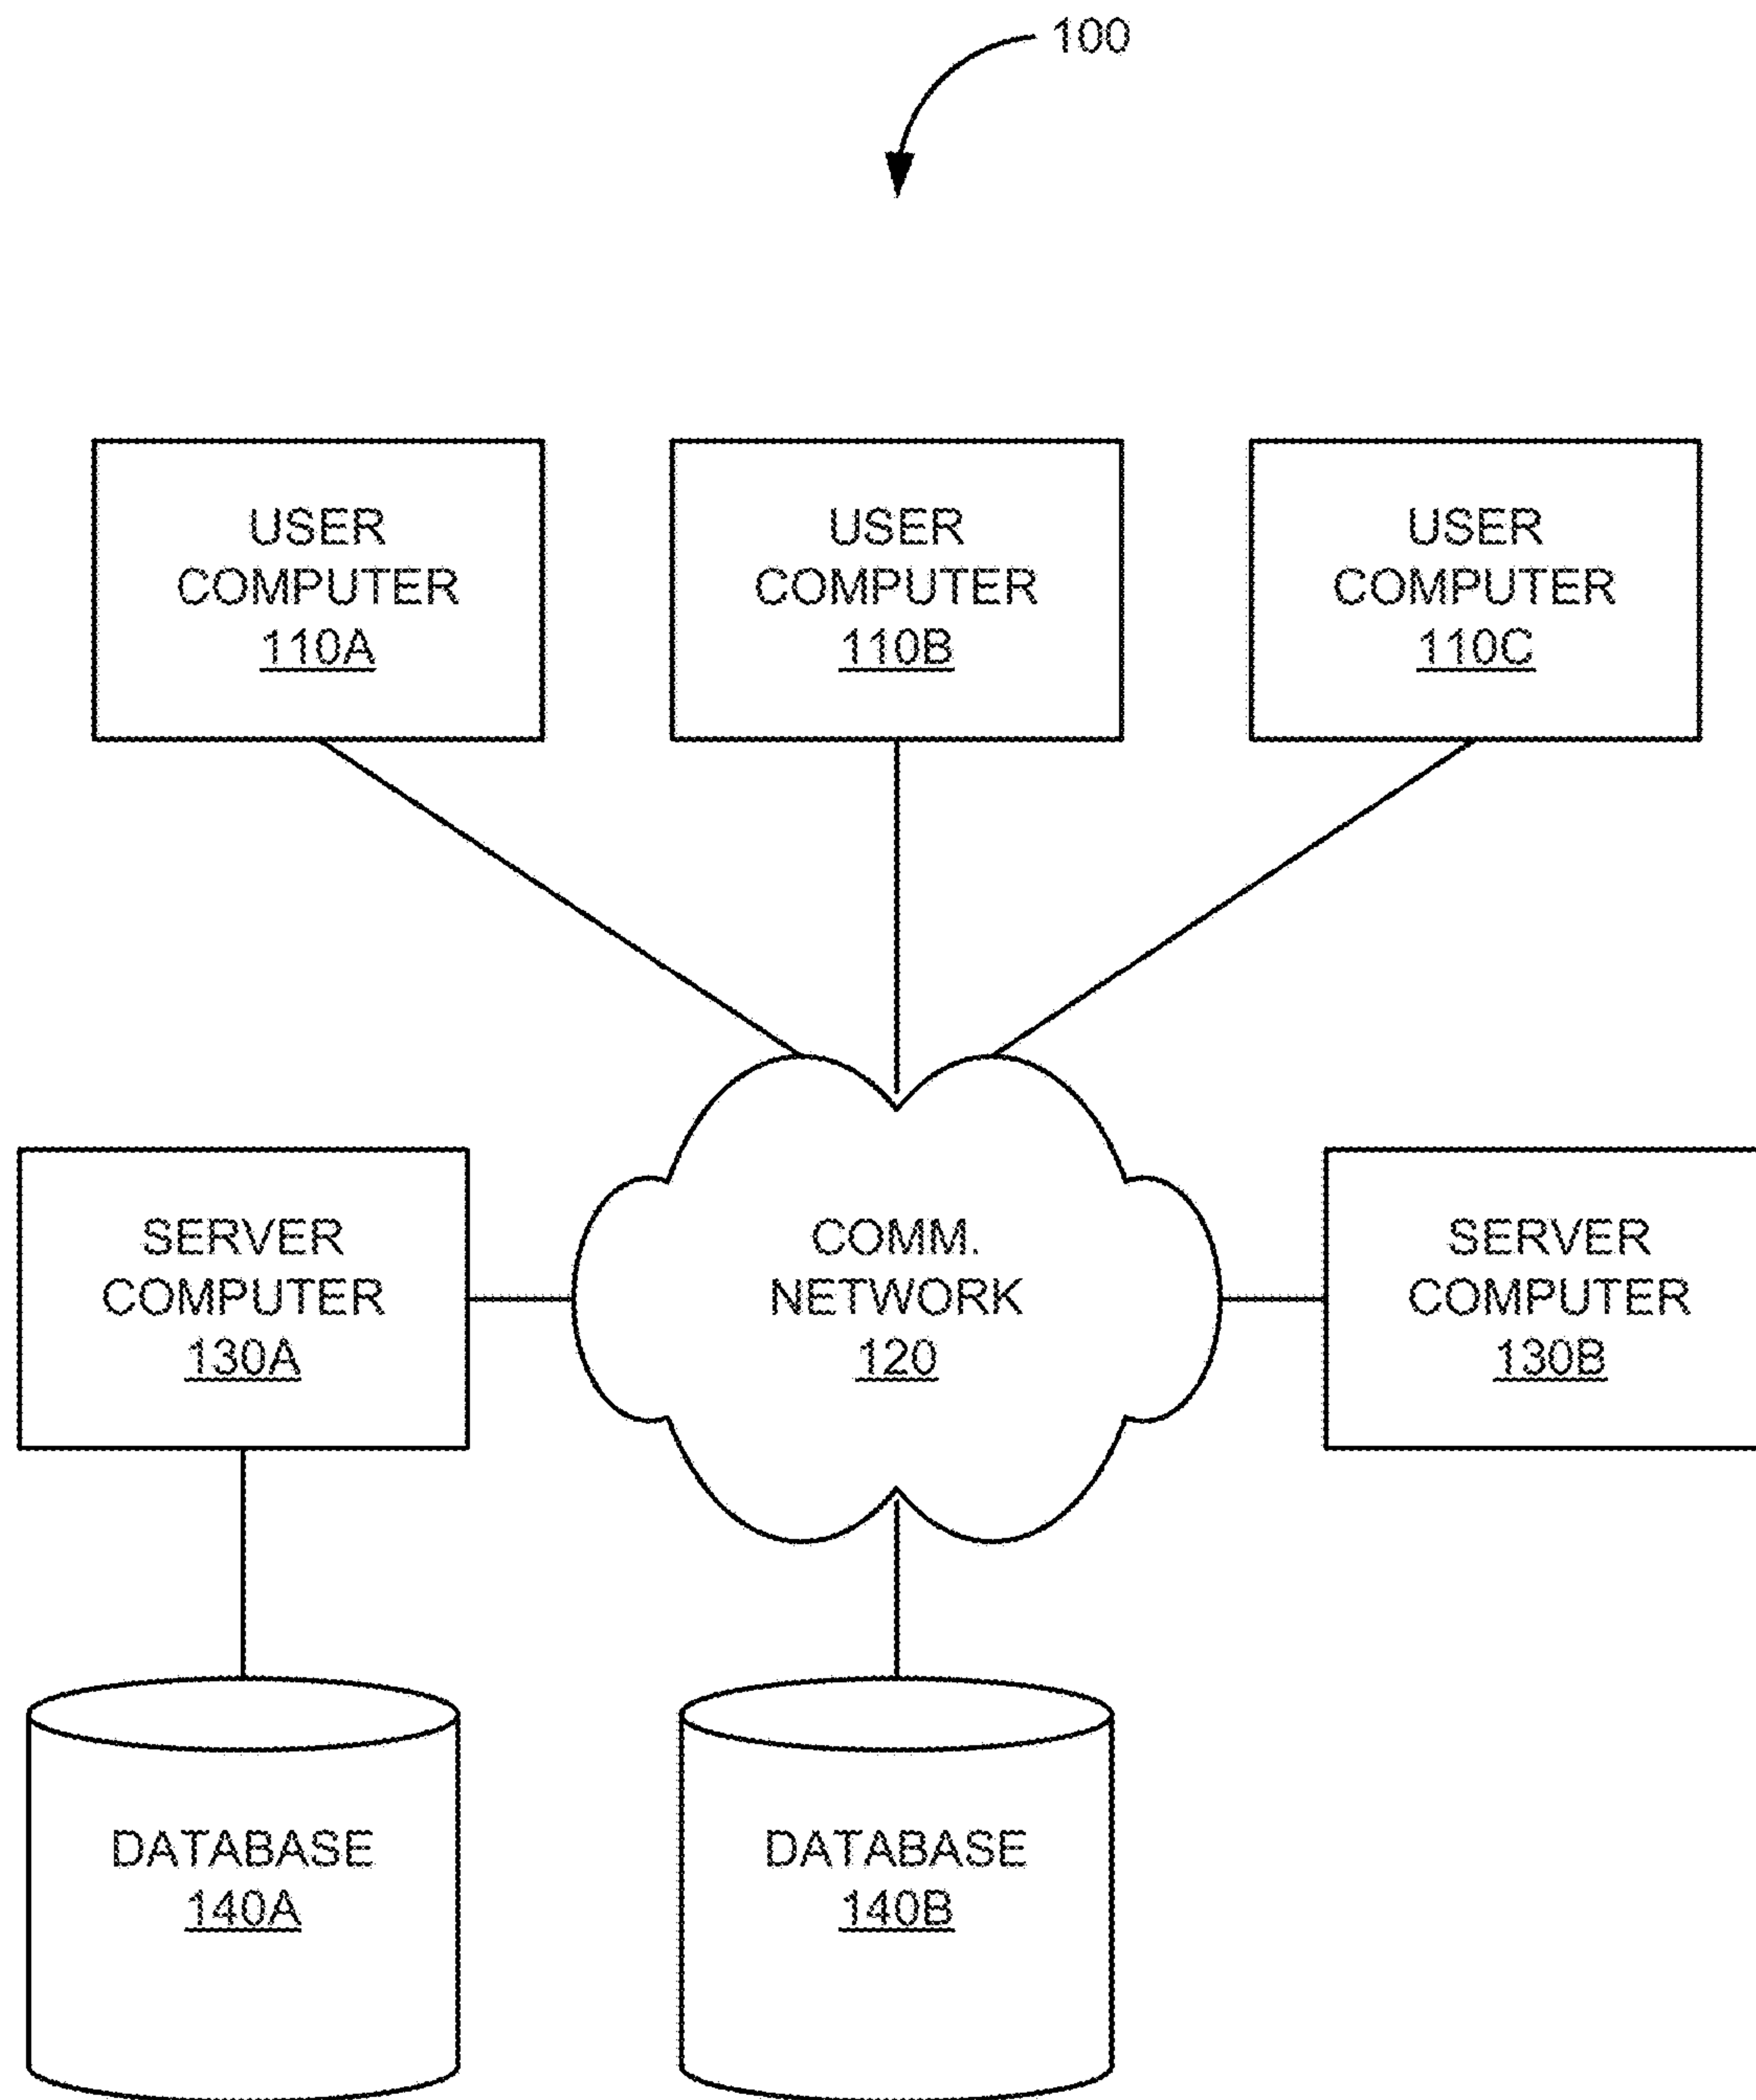 100
USER
COMPUTER
110A
USER
COMPUTER
110B
USER
COMPUTER
110C
SERVER
COMPUTER
130A
COMM.
NETWORK
120
SERVER
COMPUTER
130B
DATABASE
140A
DATABASE
140B